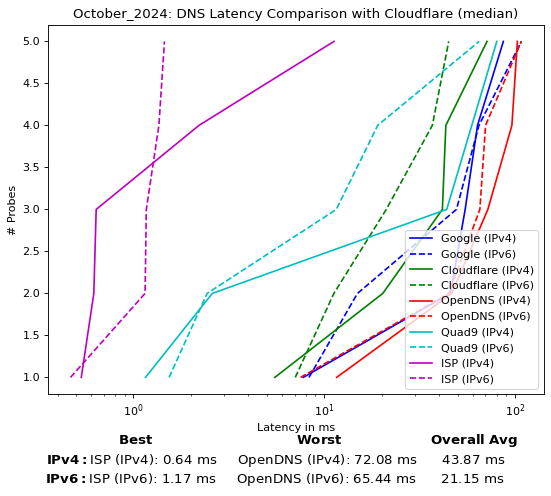 October_2024: DNS Latency Comparison with Cloudflare (median)
5.0
4.5
4.0
3.5
3.0
2.5
2.0
1.5
1.0
# Probes
Google (IPv4)
Google (IPv6)
Cloudflare (IPv4)
Cloudflare (IPv6)
OpenDNS (IPv4)
OpenDNS (IPv6)
Quad9 (IPv4)
Quad9 (IPv6)
ISP (IPv4)
ISP (IPv6)
10⁰ 10¹ 10²
Latency in ms
Best Worst Overall Avg
IPv4: ISP (IPv4): 0.64 ms OpenDNS (IPv4): 72.08 ms 43.87 ms
IPv6: ISP (IPv6): 1.17 ms OpenDNS (IPv6): 65.44 ms 21.15 ms